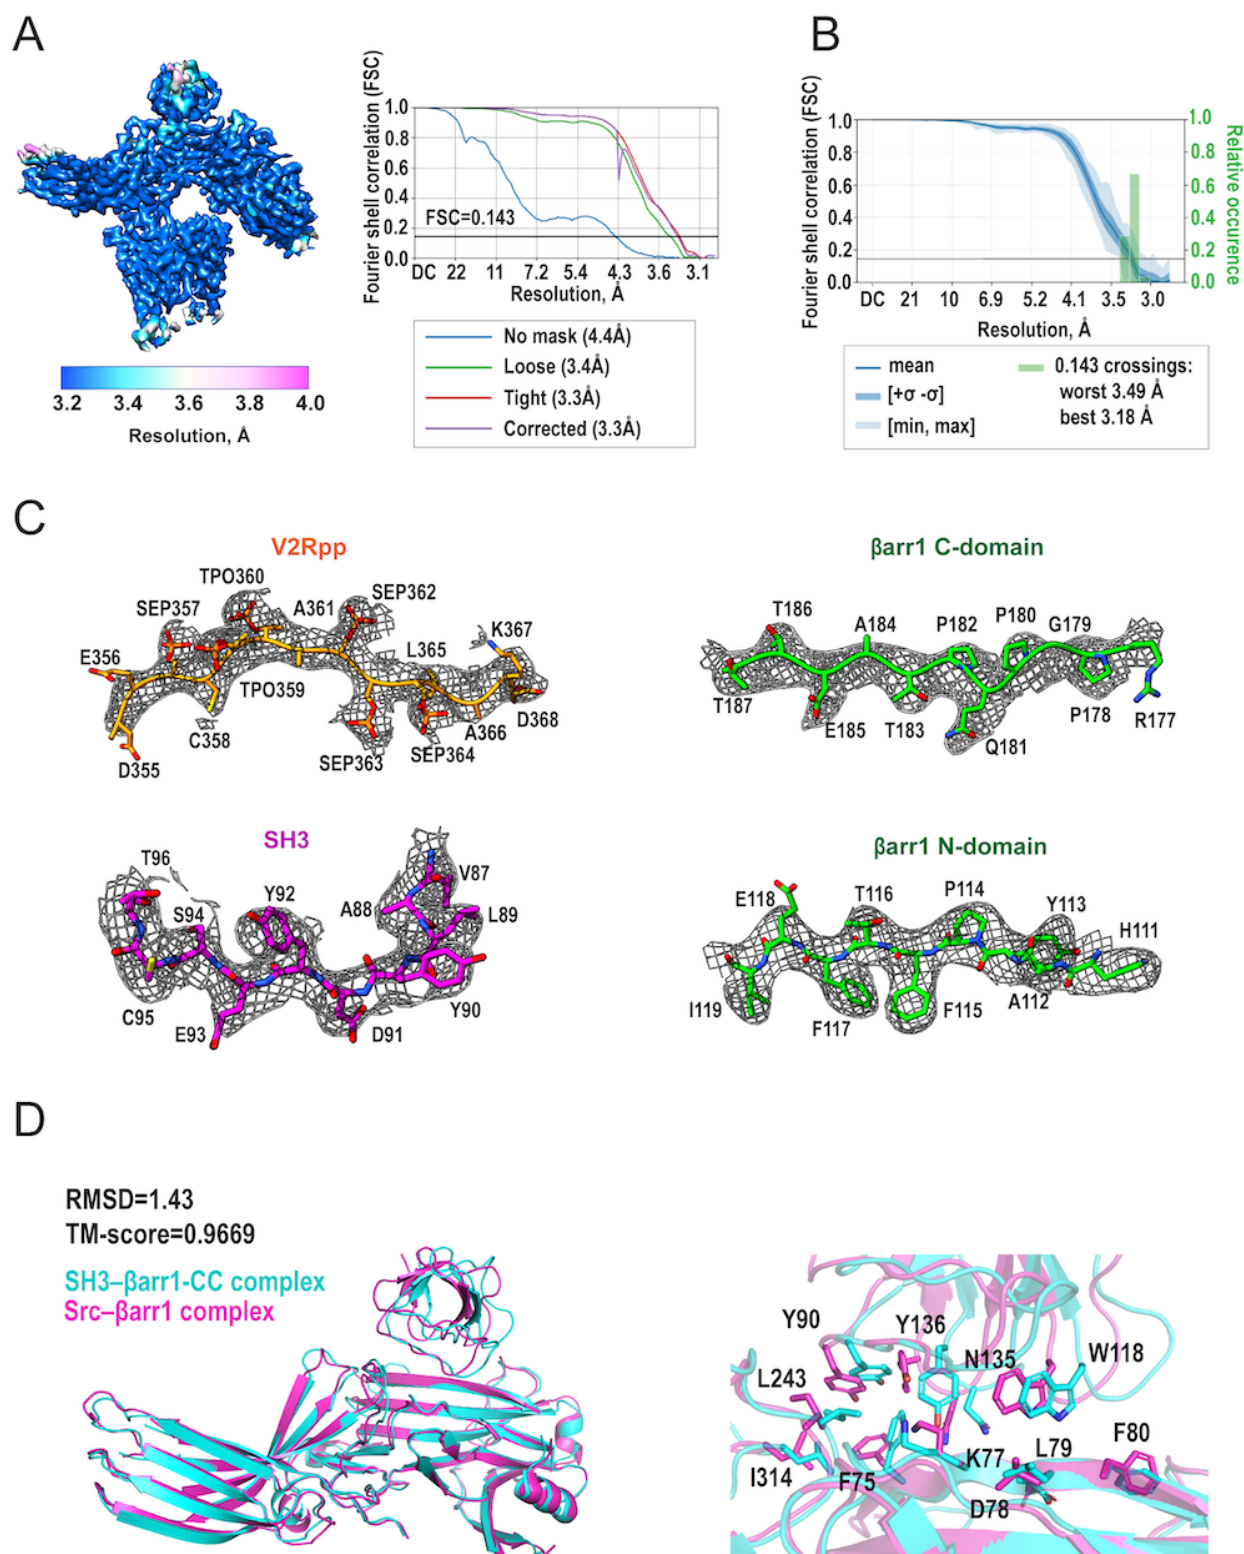 A
Fourier shell correlation (FSC)
1.0
0.8
0.6
0.4
0.2
0.0
FSC=0.143
DC 22 11 7.2 5.4 4.3 3.6 3.1
Resolution, Å
No mask (4.4Å)
Loose (3.4Å)
Tight (3.3Å)
Corrected (3.3Å)
3.2 3.4 3.6 3.8 4.0
Resolution, Å
B
Fourier shell correlation (FSC)
1.0
0.8
0.6
0.4
0.2
0.0
1.0
0.8
0.6
0.4
0.2
0.0
Relative occurence
DC 21 10 6.9 5.2 4.1 3.5 3.0
Resolution, Å
mean
[+σ -σ]
[min, max]
0.143 crossings:
worst 3.49 Å
best 3.18 Å
C
V2Rpp
TPO360
SEP357
A361
SEP362
E356
K367
L365
TPO359
C358
D368
A366
SEP364
SEP363
D355
βarr1 C-domain
T186
A184
P182
P180
G179
T187
E185
T183
Q181
P178
R177
SH3
T96
V87
Y92
A88
S94
L89
C95
E93
D91
Y90
βarr1 N-domain
E118
T116
P114
Y113
H111
I119
F117
F115
A112
D
RMSD=1.43
TM-score=0.9669
SH3–βarr1-CC complex
Src–βarr1 complex
Y90
Y136
N135
W118
L243
F80
L79
K77
I314
F75
D78